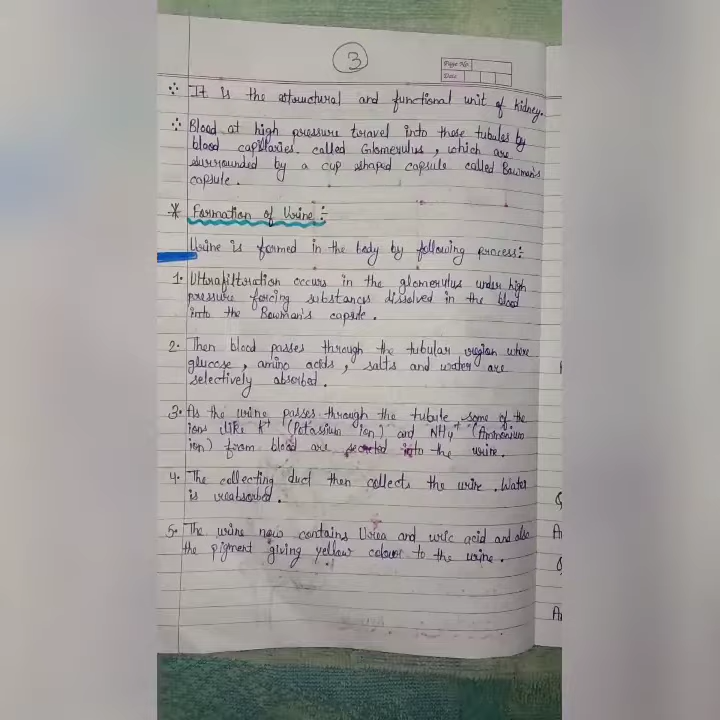 3
Page No.
Date
∴ It is the structural and functional unit of kidney.
∴ Blood at high pressure travel into these tubules by
blood capillaries called Glomerulus, which are
surrounded by a cup shaped capsule called Bowman's
capsule.
* Formation of Urine :-
Urine is formed in the body by following process :-
1. Ultrafiltration occurs in the glomerulus under high
pressure forcing substances dissolved in the blood
into the Bowman's capsule.
2. Then blood passes through the tubular region where
glucose, amino acids, salts and water are
selectively absorbed.
3. As the urine passes through the tubule some of the
ions like K+ (Potassium ion) and NH4+ (Ammonium
ion) from blood are secreted into the urine.
4. The collecting duct then collects the urine. Water
is reabsorbed.
5. The urine now contains Urea and uric acid and also
the pigment giving yellow colour to the urine.